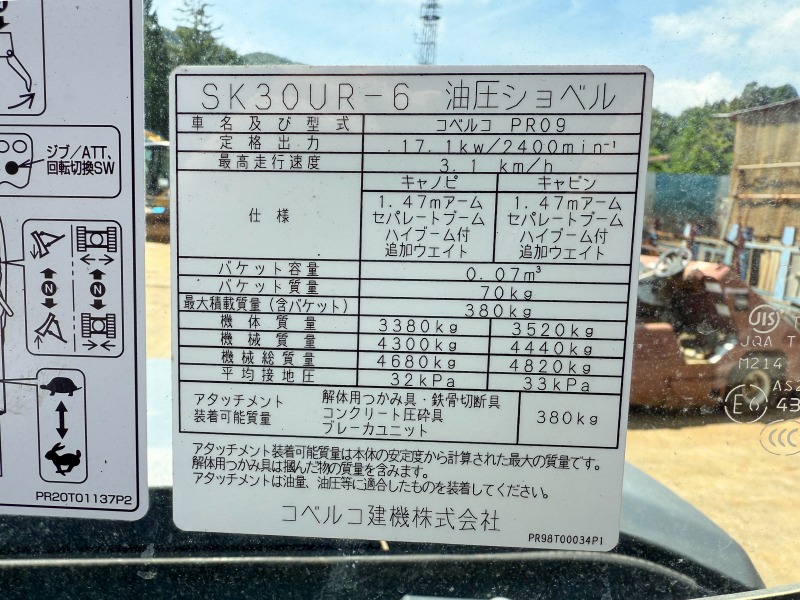 ジブ/ATT.
回転切換SW
N
N
PR20T01137P2
SK30UR-6 油圧ショベル
車名及び型式 コベルコ PR09
定格出力 17.1kw/2400min⁻¹
最高走行速度 3.1 km/h
仕様
キャノピ キャビン
1.47mアーム 1.47mアーム
セパレートブーム セパレートブーム
ハイブーム付 ハイブーム付
追加ウエイト 追加ウエイト
バケット容量 0.07m³
バケット質量 70kg
最大積載質量(含バケット) 380kg
機体質量 3380kg 3520kg
機械質量 4300kg 4440kg
機械総質量 4680kg 4820kg
平均接地圧 32kPa 33kPa
アタッチメント 解体用つかみ具・鉄骨切断具
装着可能質量 コンクリート圧砕具 380kg
ブレーカユニット
アタッチメント装着可能質量は本体の安定度から計算された最大の質量です。
解体用つかみ具は掴んだ物の質量を含みます。
アタッチメントは油量、油圧等に適合したものを装着してください。
コベルコ建機株式会社
PR98T00034P1
JIS
JQA T
M214
AS2
E
43
CCC